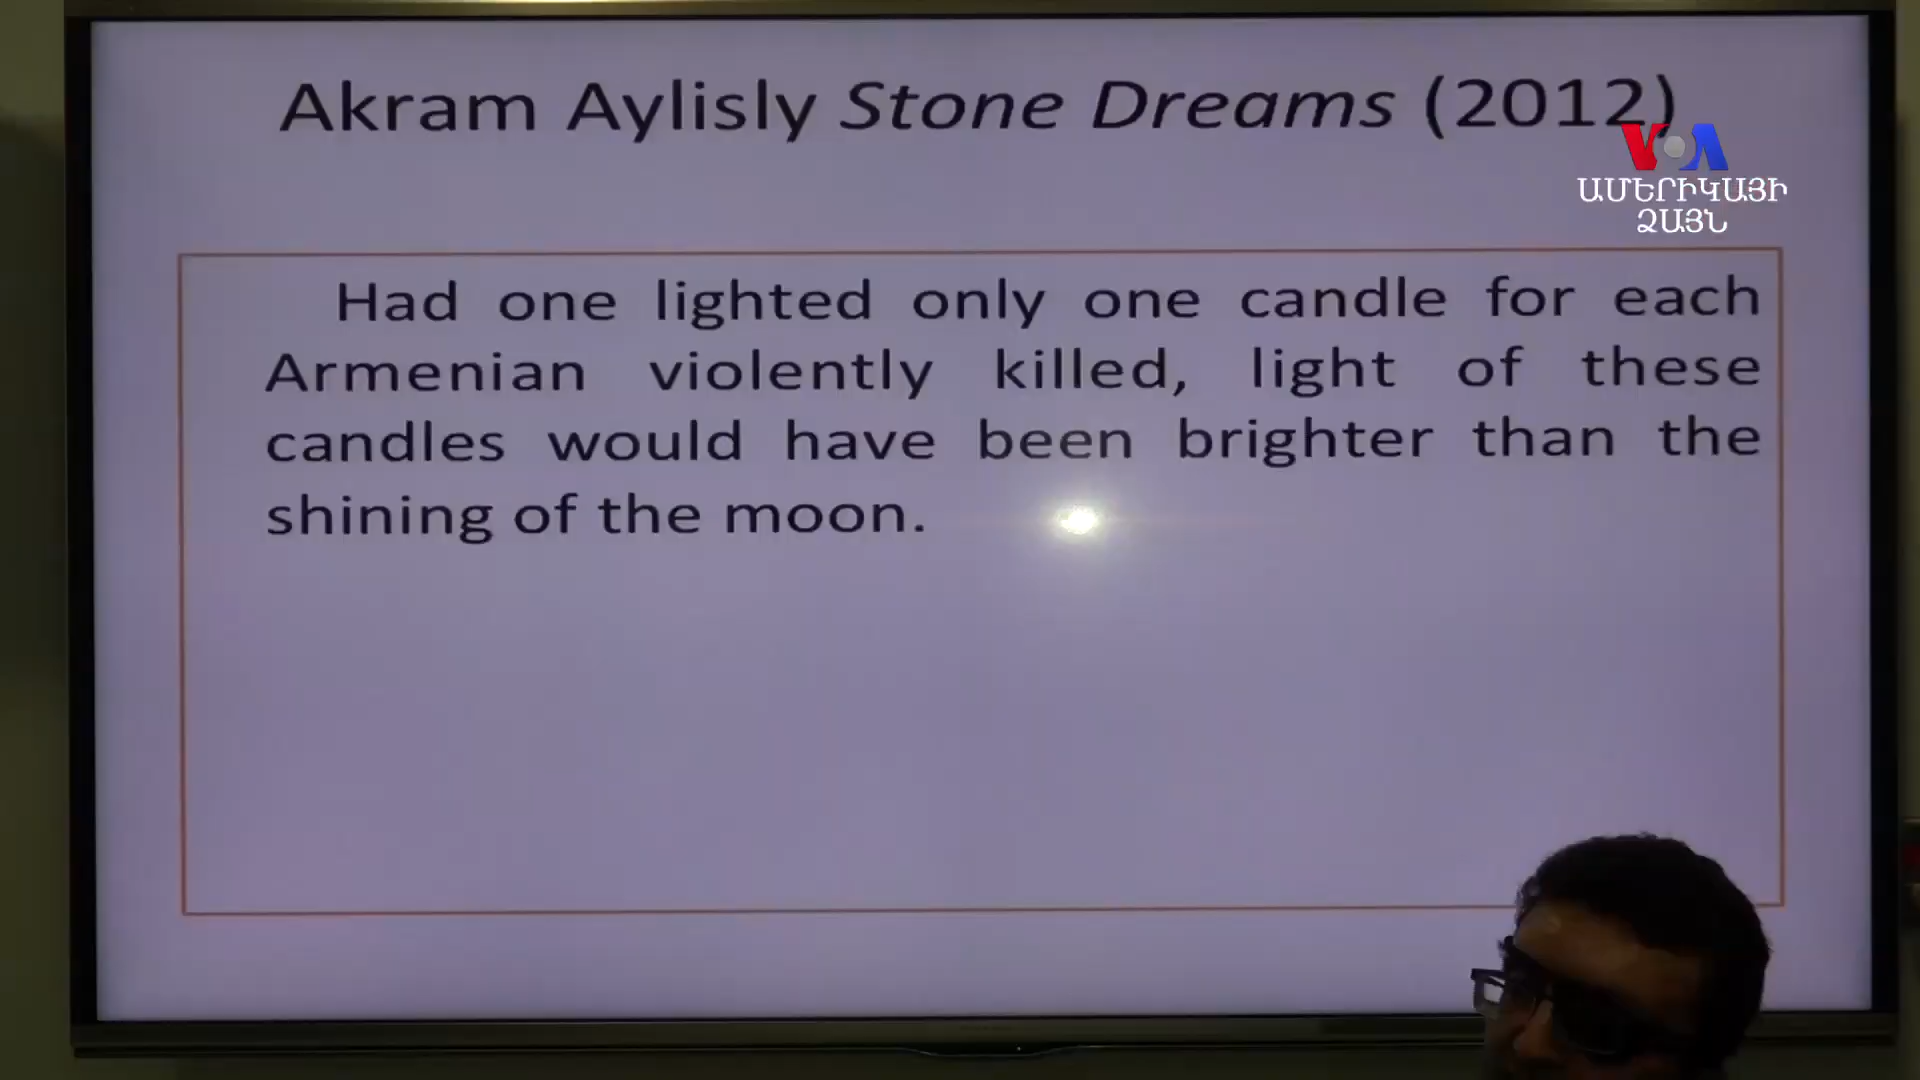 Akram Aylisly Stone Dreams (2012)
VOA
ԱՄԵՐԻԿԱՅԻ
ՁԱՅՆ
Had one lighted only one candle for each
Armenian violently killed, light of these
candles would have been brighter than the
shining of the moon.